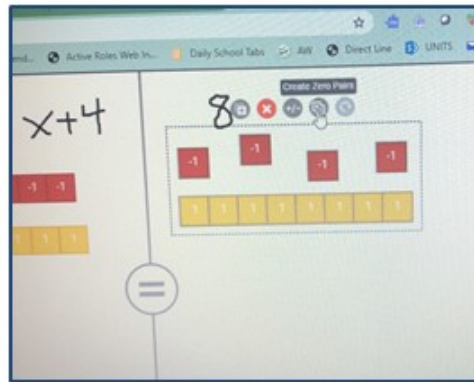 Active Roles Web In... Daily School Tabs AW Direct Line UNITS
Create Zero Pairs
x+4 8
-1 -1 -1 -1
-1 -1
1 1 1 1 1 1 1 1
1 1 1
=